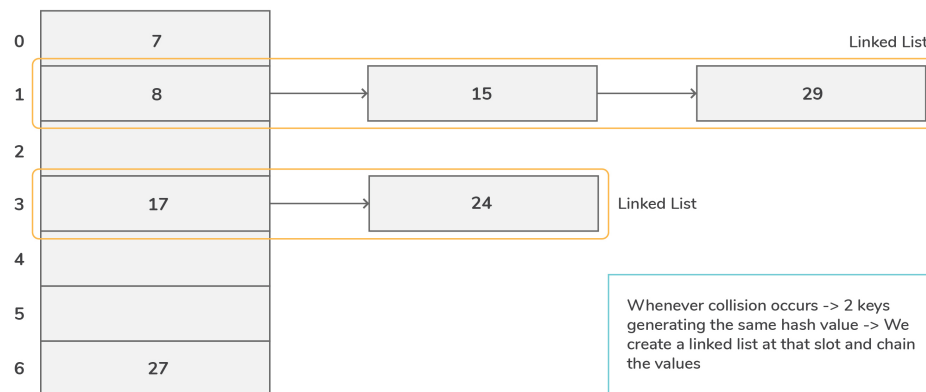 0 7 Linked List
1 8 15 29
2
3 17 24 Linked List
4
5
6 27
Whenever collision occurs -> 2 keys
generating the same hash value -> We
create a linked list at that slot and chain
the values